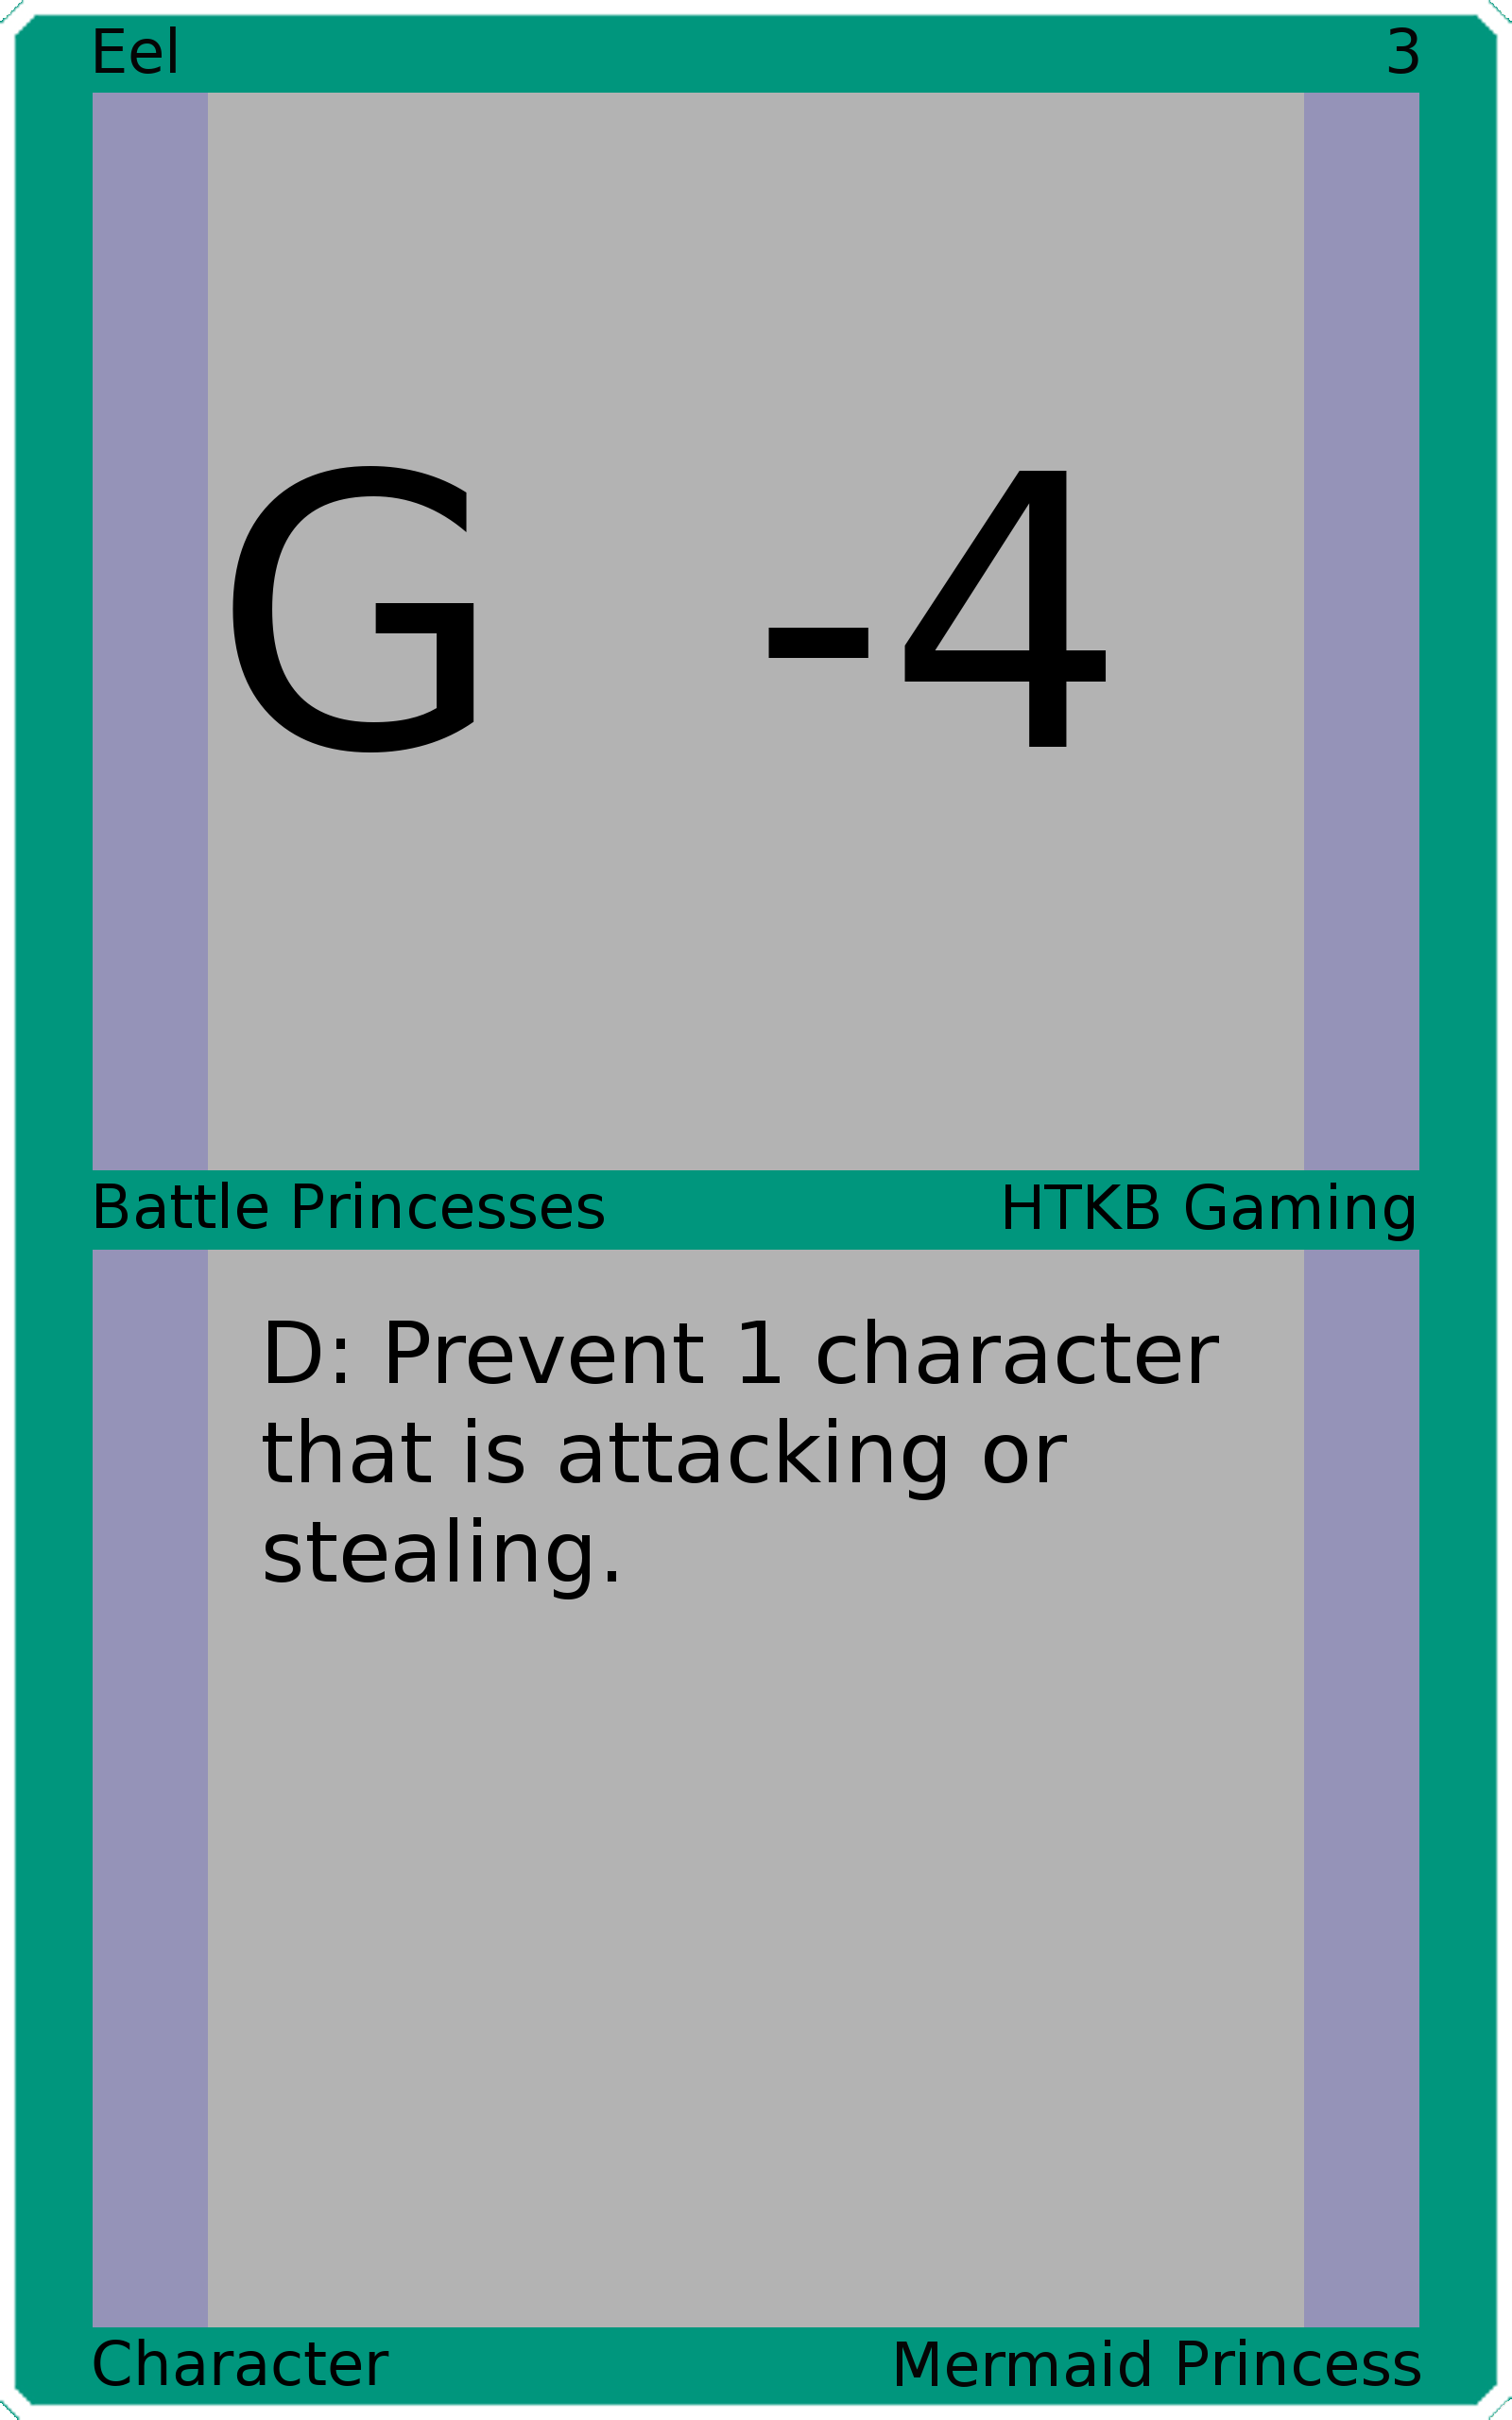 Eel 3
G -4
Battle Princesses HTKB Gaming
D: Prevent 1 character
that is attacking or
stealing.
Character Mermaid Princess